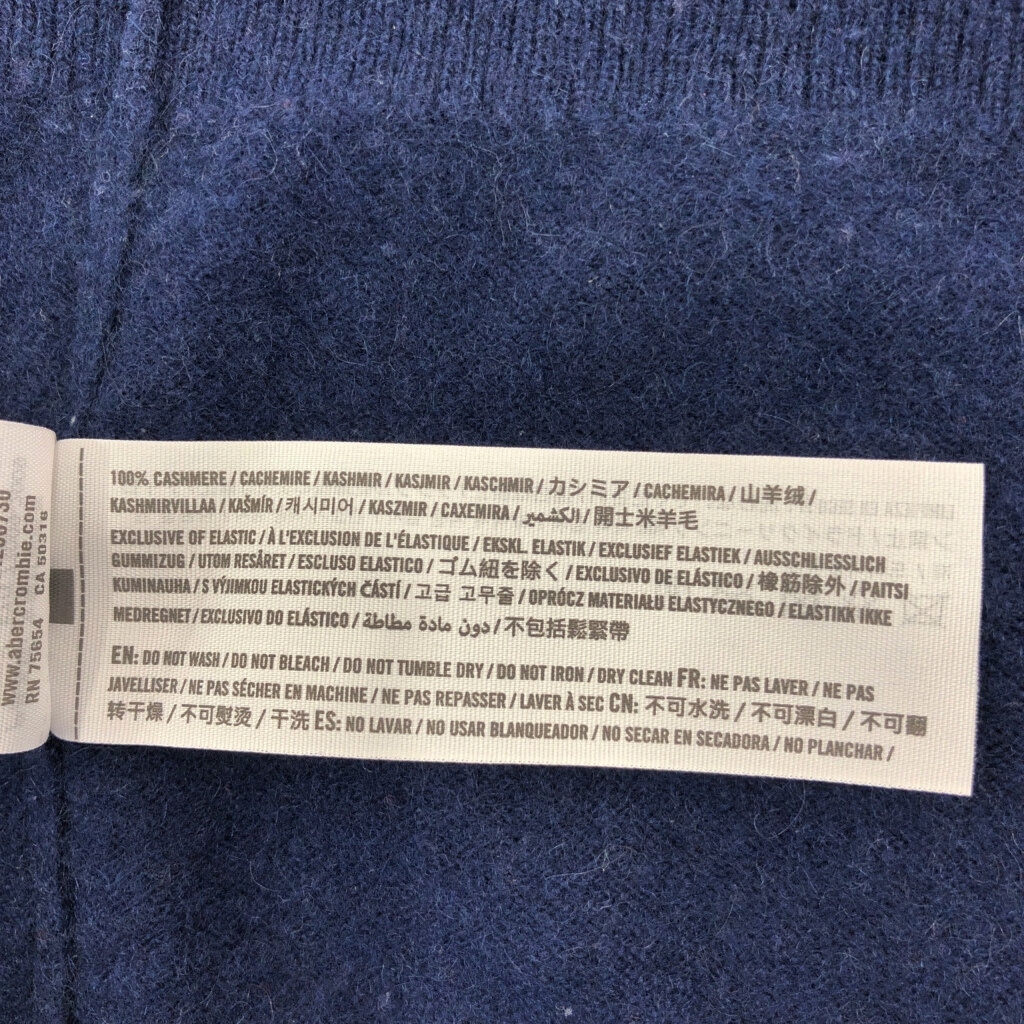 100% CASHMERE / CACHEMIRE / KASHMIR / KASJMIR / KASCHMIR / カシミア / CACHEMIRA / 山羊绒 /
KASHMIRVILLAA / KAŠMÍR / 캐시미어 / KASZMIR / CAXEMIRA / الكشمير / 開士米羊毛
EXCLUSIVE OF ELASTIC / À L'EXCLUSION DE L'ÉLASTIQUE / EKSKL. ELASTIK / EXCLUSIEF ELASTIEK / AUSSCHLIESSLICH
GUMMIZUG / UTOM RESÅRET / ESCLUSO ELASTICO / ゴム紐を除く / EXCLUSIVO DE ELÁSTICO / 橡筋除外 / PAITSI
KUMINAUHA / S VÝJIMKOU ELASTICKÝCH ČÁSTÍ / 고급 고무줄 / OPRÓCZ MATERIAŁU ELASTYCZNEGO / ELASTIKK IKKE
MEDREGNET / EXCLUSIVO DO ELÁSTICO / دون مادة مطاطة / 不包括鬆緊帶
EN: DO NOT WASH / DO NOT BLEACH / DO NOT TUMBLE DRY / DO NOT IRON / DRY CLEAN FR: NE PAS LAVER / NE PAS
JAVELLISER / NE PAS SÉCHER EN MACHINE / NE PAS REPASSER / LAVER À SEC CN: 不可水洗 / 不可漂白 / 不可翻
转干燥 / 不可熨烫 / 干洗 ES: NO LAVAR / NO USAR BLANQUEADOR / NO SECAR EN SECADORA / NO PLANCHAR /
www.abercrombie.com
RN 75654 CA 50316